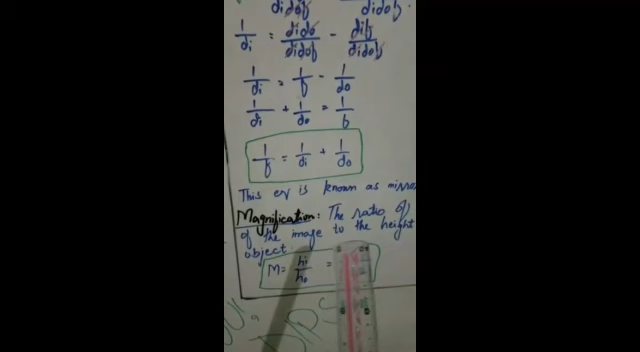 didof didof.
1/di = dido/didof - dif/didof
1/di = 1/f - 1/do
1/di + 1/do = 1/f
1/f = 1/di + 1/do
This eq is known as
Magnification: The ratio of
of the image to the height
object.
M = hi/ho =